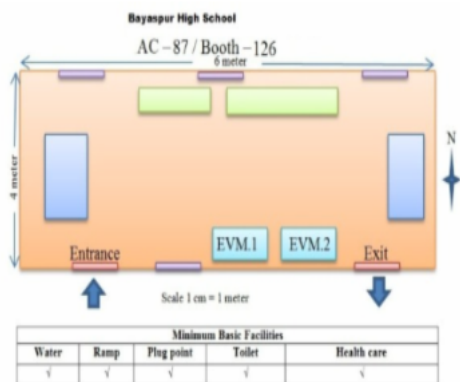 Bayaspur High School
AC – 87 / Booth -126
6 meter
4 meter
N
EVM.1 EVM.2
Entrance Exit
Scale 1 cm = 1 meter
Minimum Basic Facilities
Water Ramp Plug point Toilet Health care
√ √ √ √ √